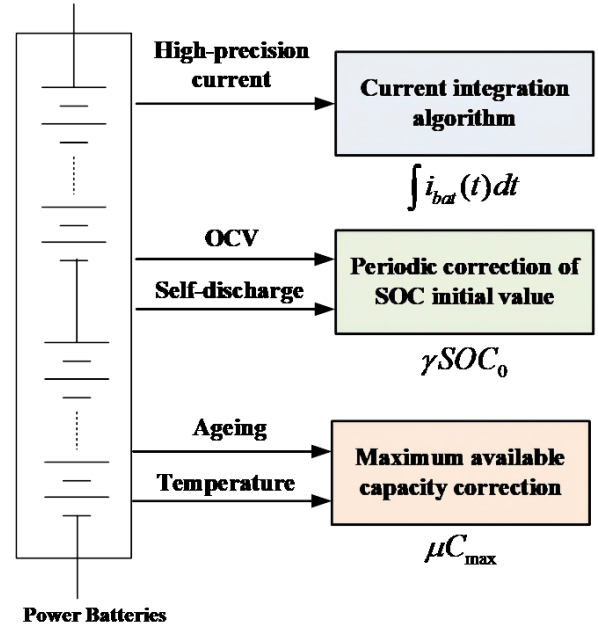 High-precision
current
Current integration
algorithm
∫ i_bat (t)dt
OCV
Self-discharge
Periodic correction of
SOC initial value
γSOC₀
Ageing
Temperature
Maximum available
capacity correction
μC_max
Power Batteries